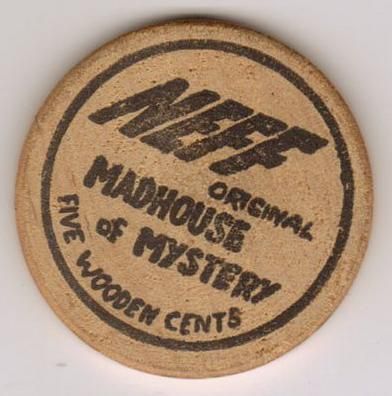 NEFF
ORIGINAL
MADHOUSE
OF MYSTERY
FIVE WOODEN CENTS